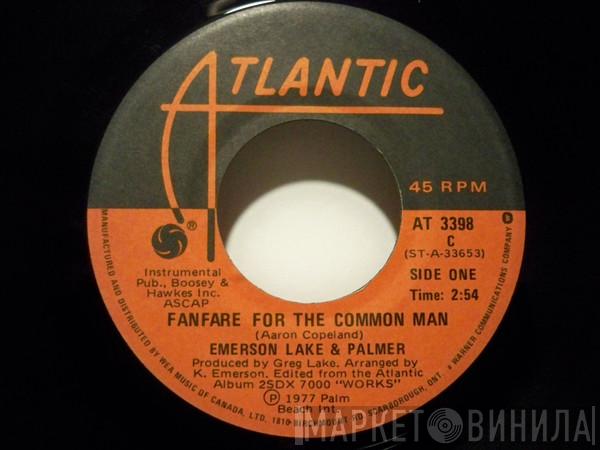 ATLANTIC
45 RPM
AT 3398
C
(ST-A-33653)
SIDE ONE
Time: 2:54
®
Instrumental
Pub., Boosey &
Hawkes Inc.
ASCAP
FANFARE FOR THE COMMON MAN
(Aaron Copeland)
EMERSON LAKE & PALMER
Produced by Greg Lake. Arranged by
K. Emerson. Edited from the Atlantic
Album 2SDX 7000 "WORKS"
Ⓟ 1977 Palm
Beach Int.
MANUFACTURED AND DISTRIBUTED BY WEA MUSIC OF CANADA, LTD. 1810 BIRCHMOUNT RD SCARBOROUGH, ONT. A WARNER COMMUNICATIONS COMPANY
МАРКЕТ ВИНИЛА